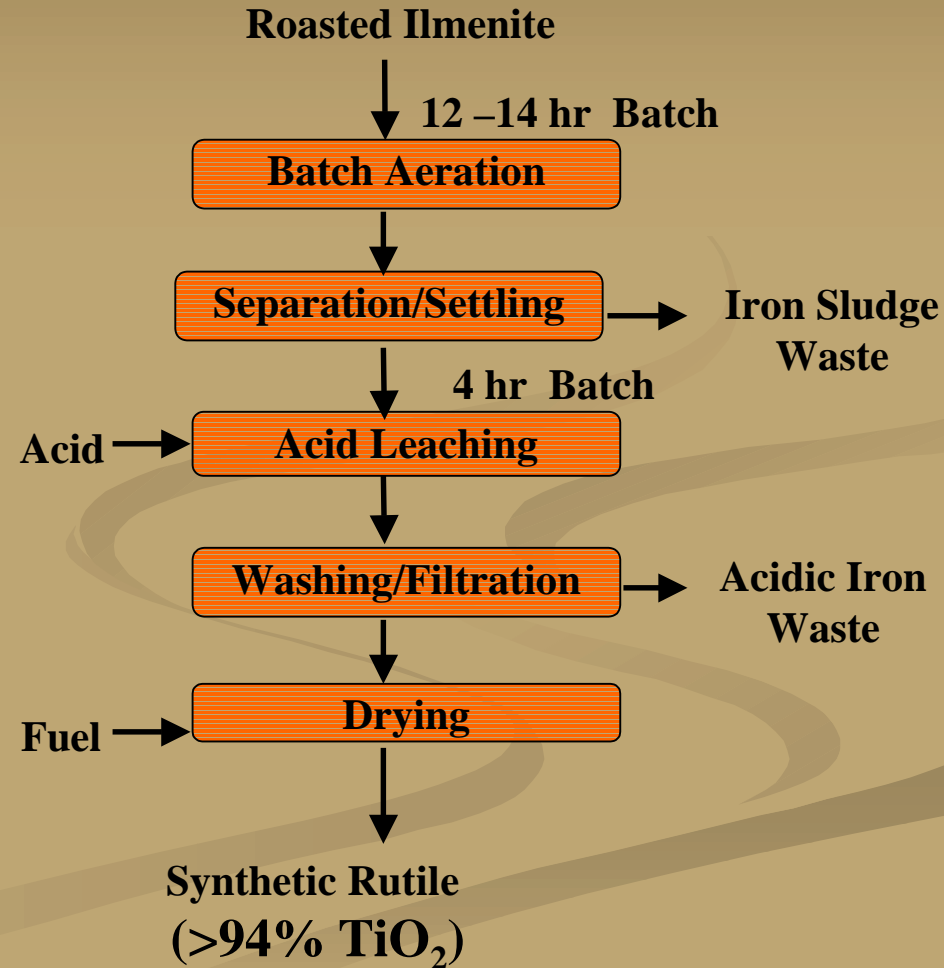 Roasted Ilmenite
12 –14 hr Batch
Batch Aeration
Separation/Settling
Iron Sludge
Waste
4 hr Batch
Acid
Acid Leaching
Washing/Filtration
Acidic Iron
Waste
Fuel
Drying
Synthetic Rutile
(>94% TiO₂)